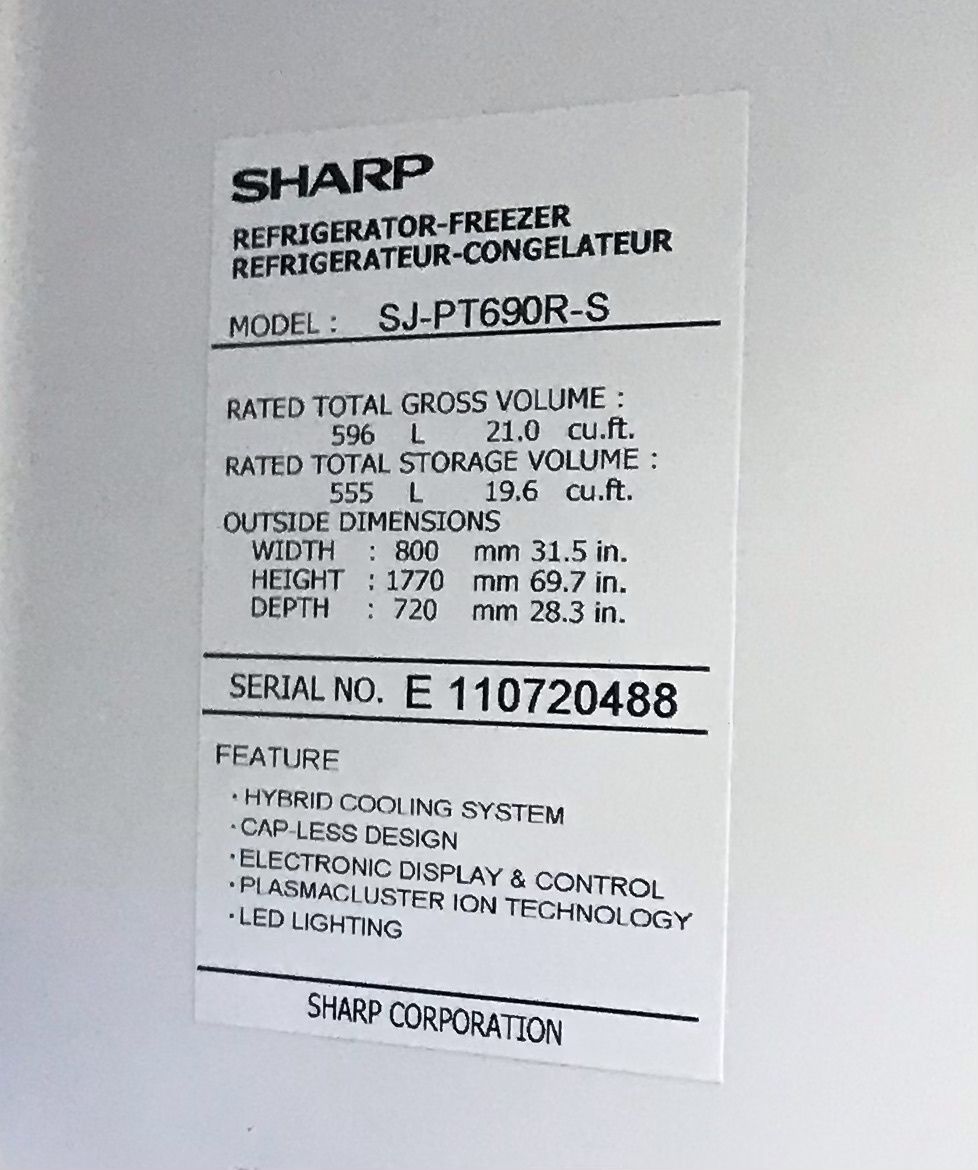 SHARP
REFRIGERATOR-FREEZER
REFRIGERATEUR-CONGELATEUR
MODEL : SJ-PT690R-S
RATED TOTAL GROSS VOLUME :
596 L 21.0 cu.ft.
RATED TOTAL STORAGE VOLUME :
555 L 19.6 cu.ft.
OUTSIDE DIMENSIONS
WIDTH : 800 mm 31.5 in.
HEIGHT : 1770 mm 69.7 in.
DEPTH : 720 mm 28.3 in.
SERIAL NO. E 110720488
FEATURE
·HYBRID COOLING SYSTEM
·CAP-LESS DESIGN
·ELECTRONIC DISPLAY & CONTROL
·PLASMACLUSTER ION TECHNOLOGY
·LED LIGHTING
SHARP CORPORATION